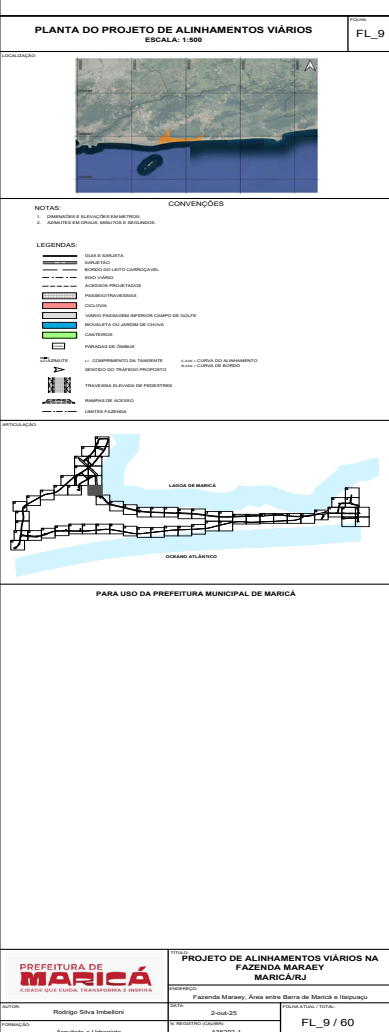 PLANTA DO PROJETO DE ALINHAMENTOS VIÁRIOS
ESCALA: 1:500
FOLHA:
FL_9
LOCALIZAÇÃO:
CONVENÇÕES
NOTAS:
1. DIMENSÕES E ELEVAÇÕES EM METROS;
2. AZIMUTES EM GRAUS, MINUTOS E SEGUNDOS.
LEGENDAS:
GUIA E SARJETA
SARJETÃO
BORDO DO LEITO CARROÇÁVEL
EIXO VIÁRIO
ACESSOS PROJETADOS
PASSEIO/TRAVESSIAS
CICLOVIA
VIÁRIO PASSAGEM INFERIOR CAMPO DE GOLFE
BIOVALETA OU JARDIM DE CHUVA
CANTEIROS
PARADAS DE ÔNIBUS
AZIMUTE
L= COMPRIMENTO DA TANGENTE
= CURVA DO ALINHAMENTO
= CURVA DE BORDO
SENTIDO DO TRÁFEGO PROPOSTO
TRAVESSIA ELEVADA DE PEDESTRES
RAMPAS DE ACESSO
LIMITES FAZENDA
ARTICULAÇÃO:
LAGOA DE MARICÁ
OCEANO ATLÂNTICO
PARA USO DA PREFEITURA MUNICIPAL DE MARICÁ
PREFEITURA DE
MARICÁ
CIDADE QUE CUIDA, TRANSFORMA E INSPIRA
TÍTULO:
PROJETO DE ALINHAMENTOS VIÁRIOS NA
FAZENDA MARAEY
MARICÁ/RJ
ENDEREÇO:
Fazenda Maraey, Área entre Barra de Maricá e Itaipuaçu
AUTOR:
Rodrigo Silva Imbelloni
DATA:
2-out-25
FOLHA ATUAL / TOTAL:
FL_9 / 60
FORMAÇÃO:
Arquiteto e Urbanista
N. REGISTRO (CAU/BR):